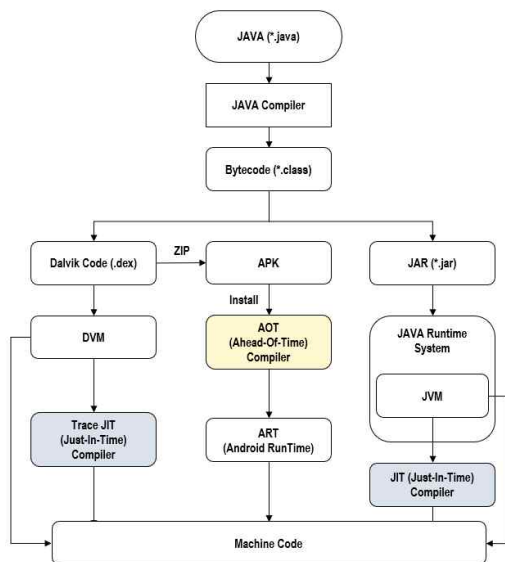 JAVA (*.java)
JAVA Compiler
Bytecode (*.class)
Dalvik Code (.dex)
ZIP
APK
JAR (*.jar)
Install
DVM
AOT
(Ahead-Of-Time)
Compiler
JAVA Runtime
System
JVM
Trace JIT
(Just-In-Time)
Compiler
ART
(Android RunTime)
JIT (Just-In-Time)
Compiler
Machine Code